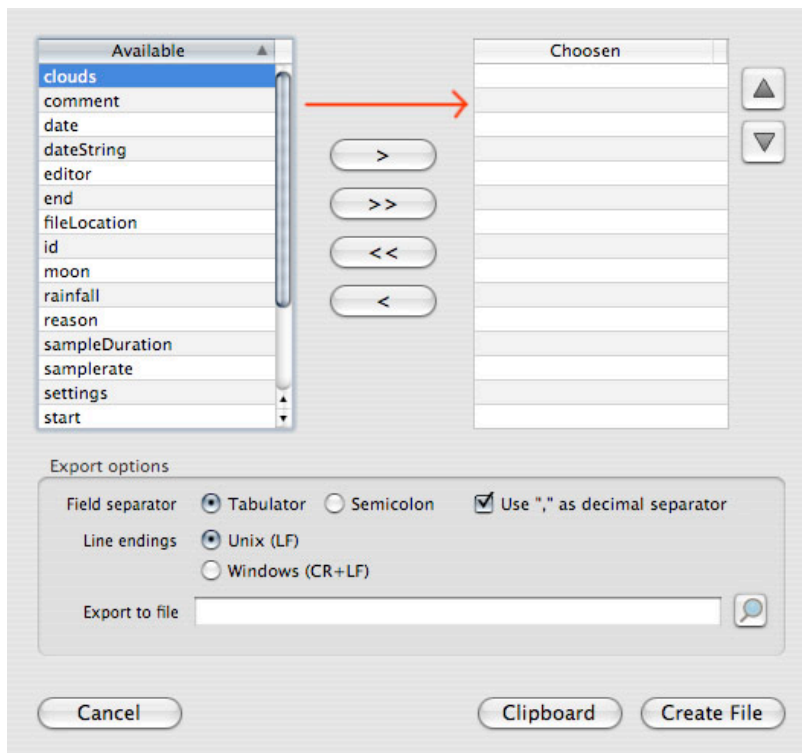 Available
Choosen
clouds
comment
date
dateString
editor
end
fileLocation
id
moon
rainfall
reason
sampleDuration
samplerate
settings
start
>
>>
<<
<
Export options
Field separator Tabulator Semicolon Use "," as decimal separator
Line endings Unix (LF)
Windows (CR+LF)
Export to file
Cancel Clipboard Create File